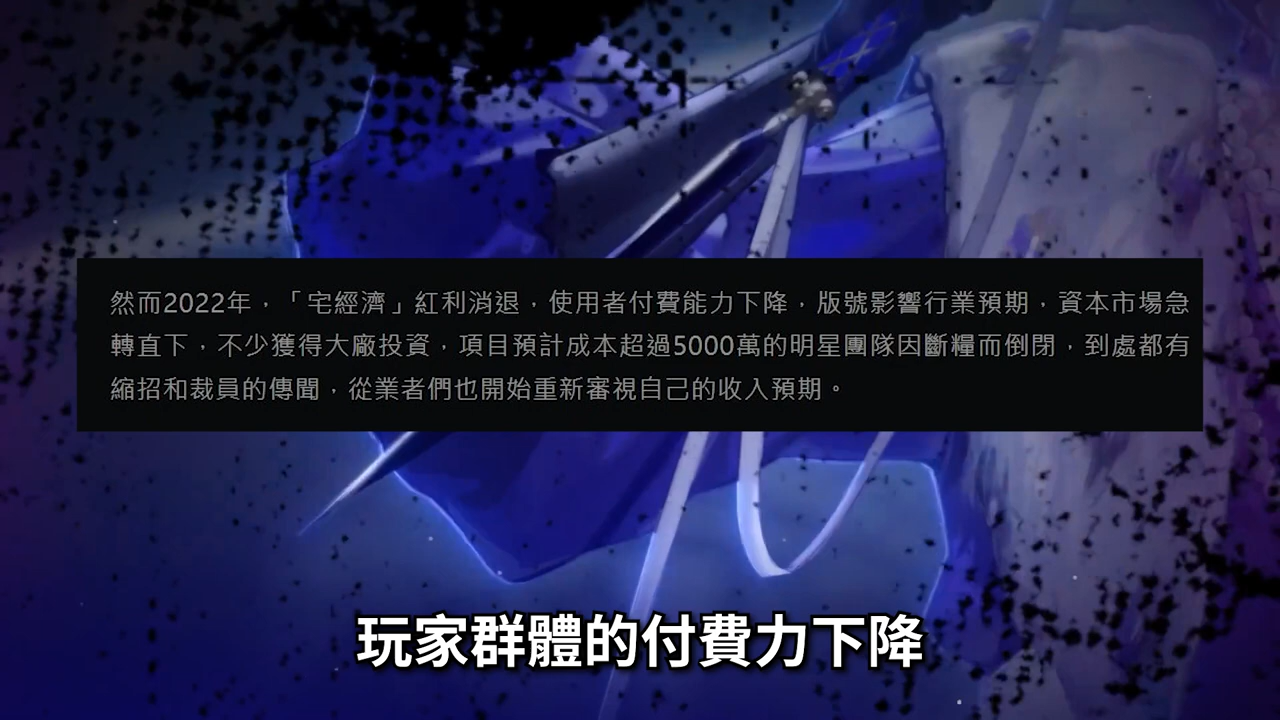 然而2022年，「宅經濟」紅利消退，使用者付費能力下降，版號影響行業預期，資本市場急
轉直下，不少獲得大廠投資，項目預計成本超過5000萬的明星團隊因斷糧而倒閉，到處都有
縮招和裁員的傳聞，從業者們也開始重新審視自己的收入預期。
玩家群體的付費力下降